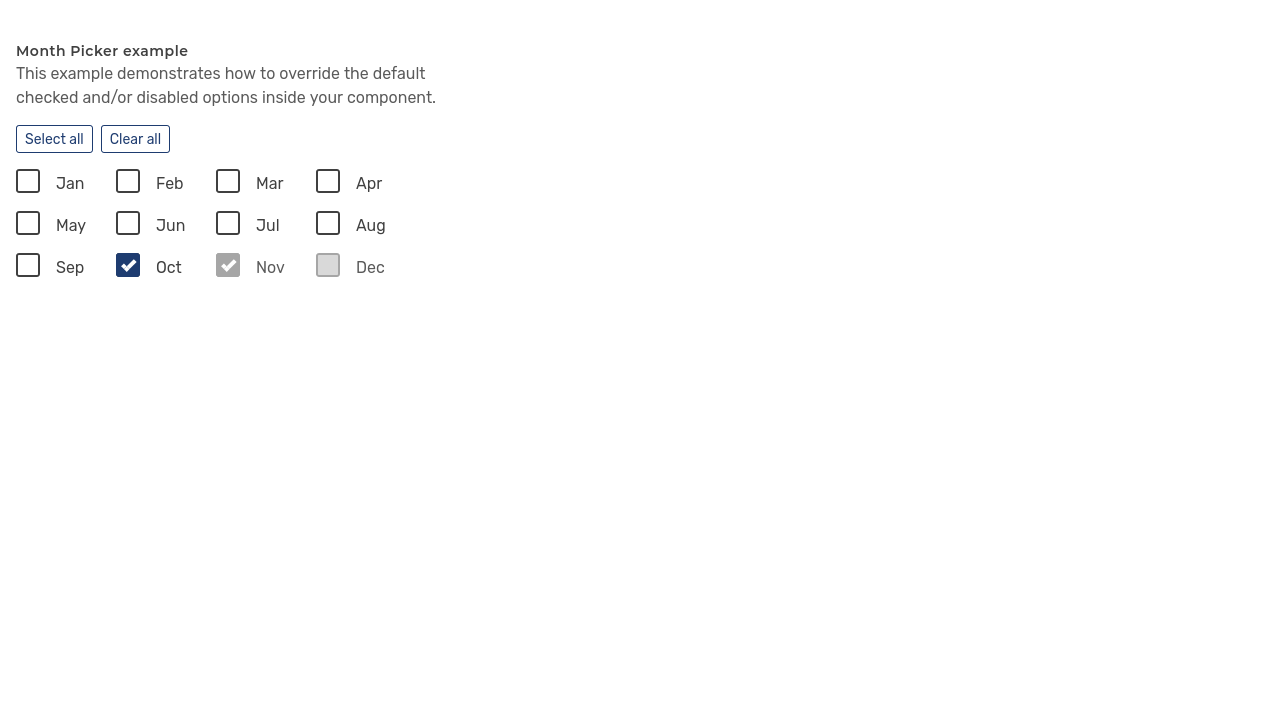 Month Picker example
This example demonstrates how to override the default
checked and/or disabled options inside your component.
Select all Clear all
Jan Feb Mar Apr
May Jun Jul Aug
Sep Oct Nov Dec